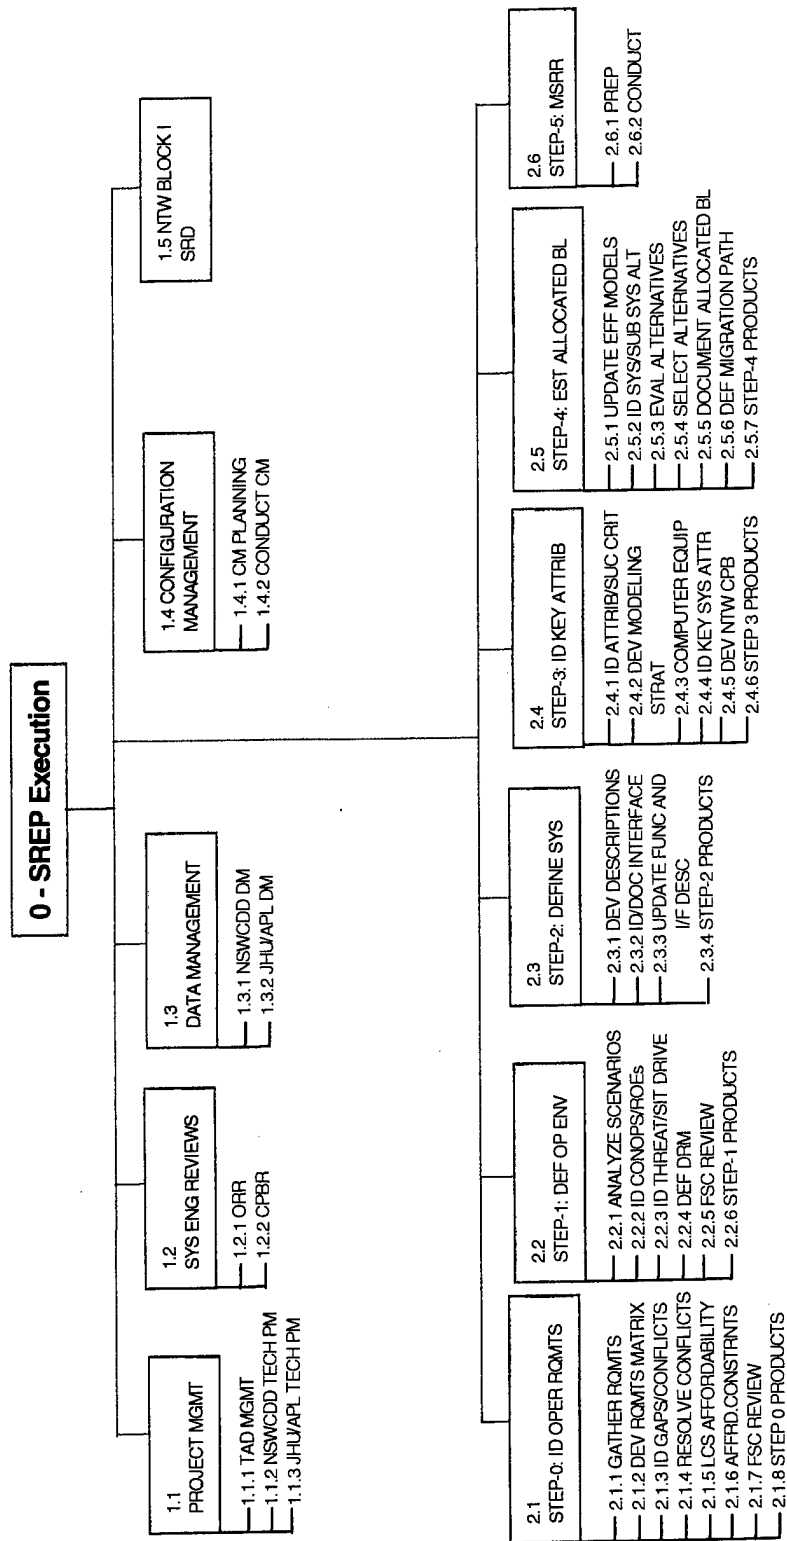 0 - SREP Execution
1.1
PROJECT MGMT
1.1.1 TAD MGMT
1.1.2 NSWCDD TECH PM
1.1.3 JHU/APL TECH PM
1.2
SYS ENG REVIEWS
1.2.1 ORR
1.2.2 CPBR
1.3
DATA MANAGEMENT
1.3.1 NSWCDD DM
1.3.2 JHU/APL DM
1.4 CONFIGURATION
MANAGEMENT
1.4.1 CM PLANNING
1.4.2 CONDUCT CM
1.5 NTW BLOCK I
SRD
2.1
STEP-0: ID OPER RQMTS
2.1.1 GATHER RQMTS
2.1.2 DEV RQMTS MATRIX
2.1.3 ID GAPS/CONFLICTS
2.1.4 RESOLVE CONFLICTS
2.1.5 LCS AFFORDABILITY
2.1.6 AFFRD.CONSTRNTS
2.1.7 FSC REVIEW
2.1.8 STEP 0 PRODUCTS
2.2
STEP-1: DEF OP ENV
2.2.1 ANALYZE SCENARIOS
2.2.2 ID CONOPS/ROEs
2.2.3 ID THREAT/SIT DRIVE
2.2.4 DEF DRM
2.2.5 FSC REVIEW
2.2.6 STEP-1 PRODUCTS
2.3
STEP-2: DEFINE SYS
2.3.1 DEV DESCRIPTIONS
2.3.2 ID/DOC INTERFACE
2.3.3 UPDATE FUNC AND
I/F DESC
2.3.4 STEP-2 PRODUCTS
2.4
STEP-3: ID KEY ATTRIB
2.4.1 ID ATTRIB/SUC CRIT
2.4.2 DEV MODELING
STRAT
2.4.3 COMPUTER EQUIP
2.4.4 ID KEY SYS ATTR
2.4.5 DEV NTW CPB
2.4.6 STEP 3 PRODUCTS
2.5
STEP-4: EST ALLOCATED BL
2.5.1 UPDATE EFF MODELS
2.5.2 ID SYS/SUB SYS ALT
2.5.3 EVAL ALTERNATIVES
2.5.4 SELECT ALTERNATIVES
2.5.5 DOCUMENT ALLOCATED BL
2.5.6 DEF MIGRATION PATH
2.5.7 STEP-4 PRODUCTS
2.6
STEP-5: MSRR
2.6.1 PREP
2.6.2 CONDUCT